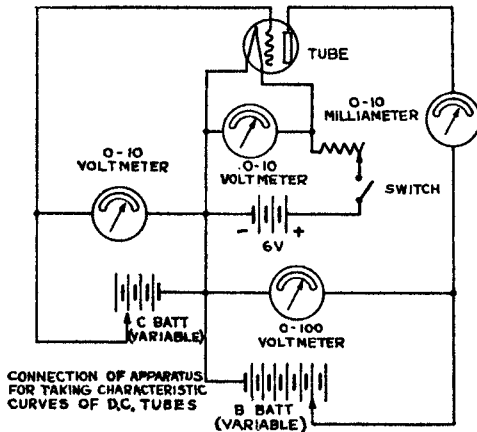 TUBE
0-10
MILLIAMETER
0-10
VOLTMETER
0-10
VOLTMETER
SWITCH
- +
6V
C BATT
(VARIABLE)
0-100
VOLTMETER
CONNECTION OF APPARATUS
FOR TAKING CHARACTERISTIC
CURVES OF D.C. TUBES
B BATT
(VARIABLE)